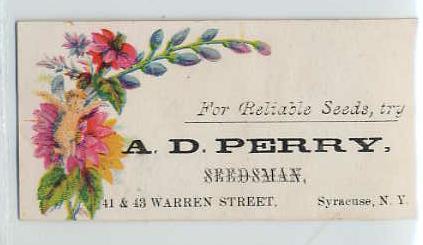 For Reliable Seeds, try
A. D. PERRY,
SEEDSMAN,
41 & 43 WARREN STREET, Syracuse, N. Y.